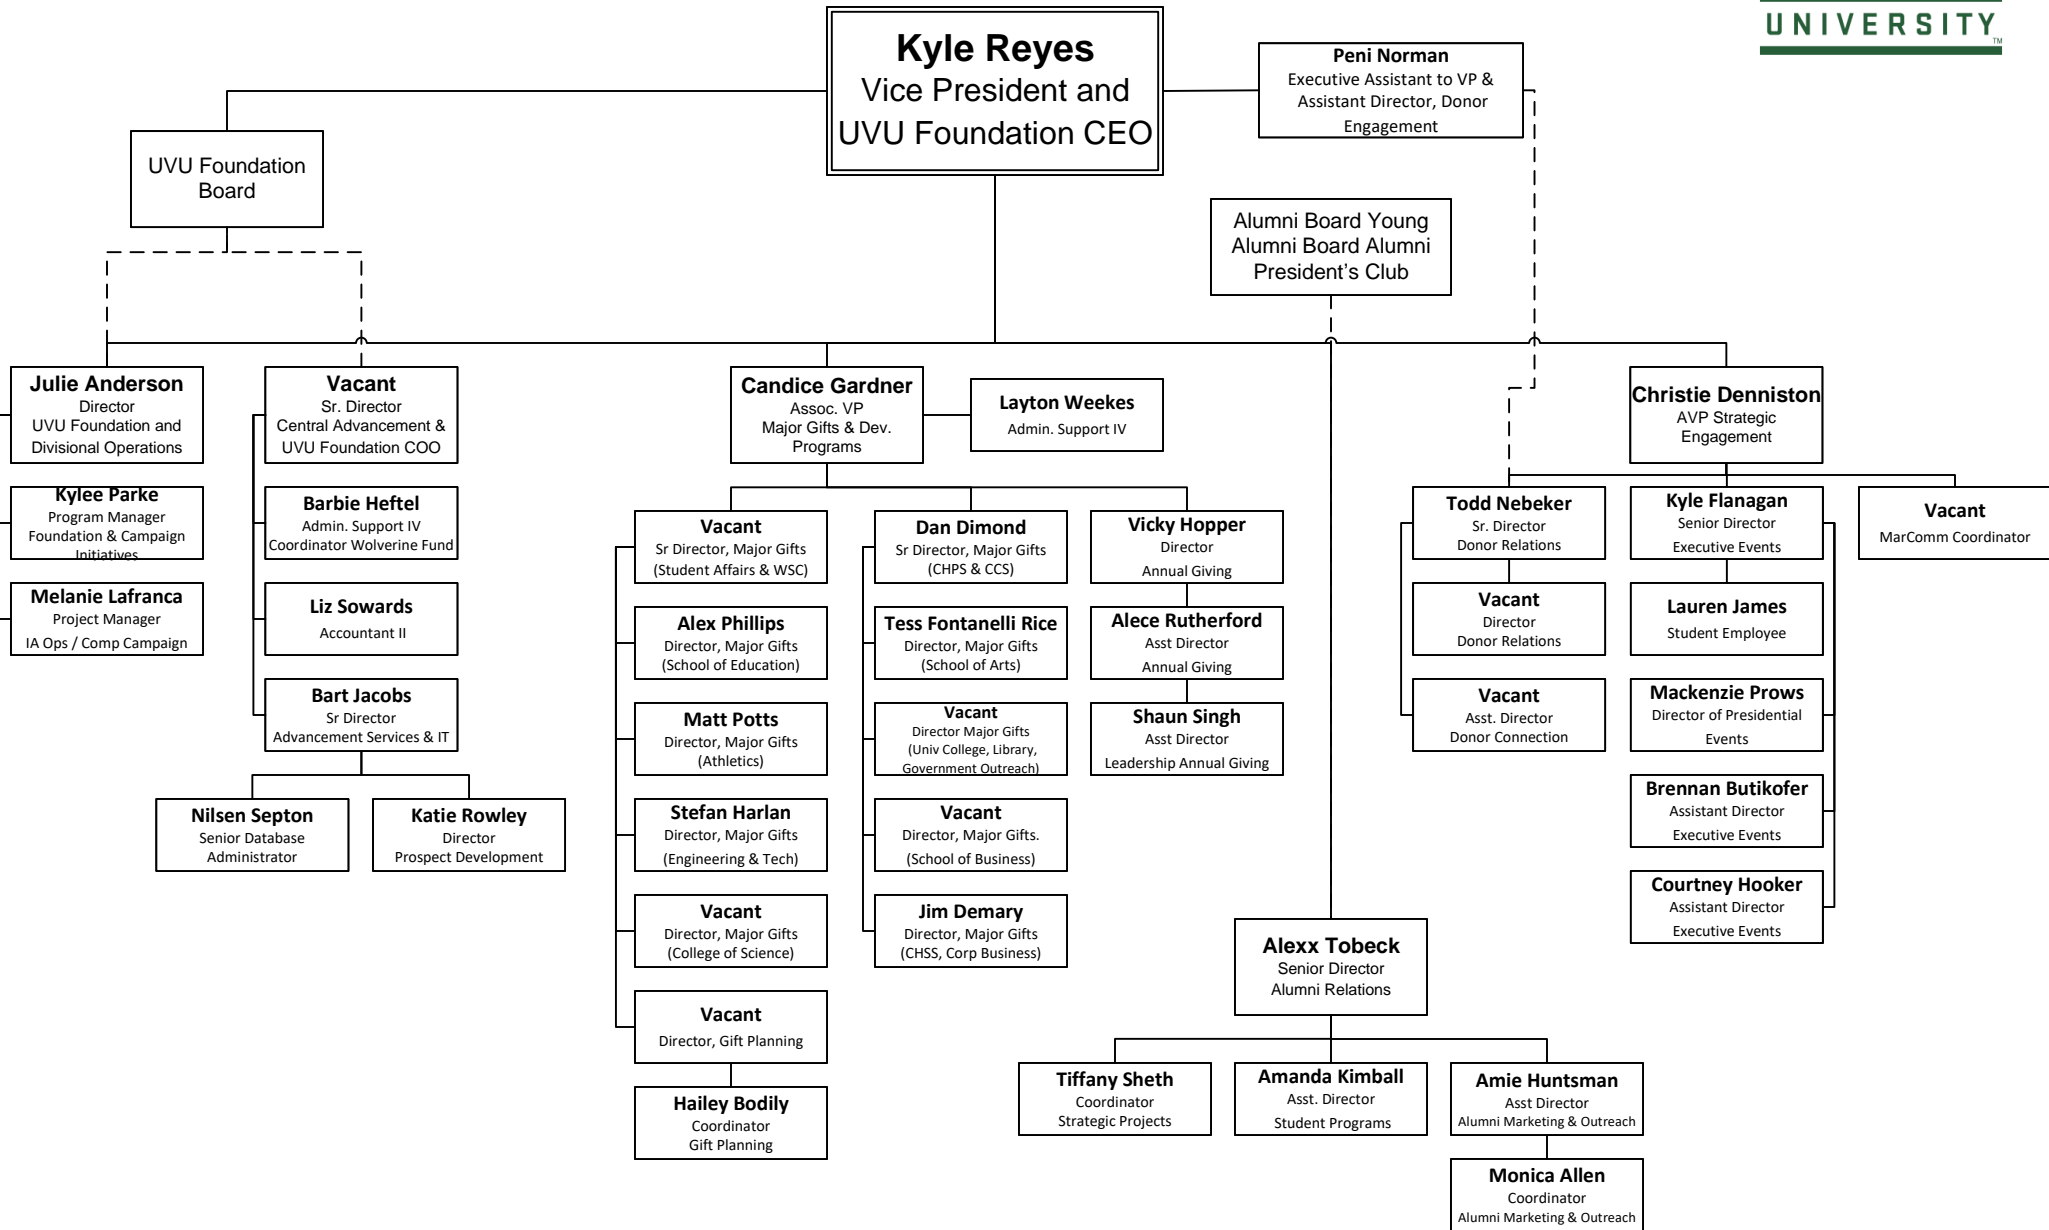 UNIVERSITY
TM
Kyle Reyes
Vice President and
UVU Foundation CEO
Peni Norman
Executive Assistant to VP &
Assistant Director, Donor
Engagement
UVU Foundation
Board
Alumni Board Young
Alumni Board Alumni
President's Club
Julie Anderson
Director
UVU Foundation and
Divisional Operations
Kylee Parke
Program Manager
Foundation & Campaign
Initiatives
Melanie Lafranca
Project Manager
IA Ops / Comp Campaign
Vacant
Sr. Director
Central Advancement &
UVU Foundation COO
Barbie Heftel
Admin. Support IV
Coordinator Wolverine Fund
Liz Sowards
Accountant II
Bart Jacobs
Sr Director
Advancement Services & IT
Nilsen Septon
Senior Database
Administrator
Katie Rowley
Director
Prospect Development
Candice Gardner
Assoc. VP
Major Gifts & Dev.
Programs
Layton Weekes
Admin. Support IV
Vacant
Sr Director, Major Gifts
(Student Affairs & WSC)
Alex Phillips
Director, Major Gifts
(School of Education)
Matt Potts
Director, Major Gifts
(Athletics)
Stefan Harlan
Director, Major Gifts
(Engineering & Tech)
Vacant
Director, Major Gifts
(College of Science)
Vacant
Director, Gift Planning
Hailey Bodily
Coordinator
Gift Planning
Dan Dimond
Sr Director, Major Gifts
(CHPS & CCS)
Tess Fontanelli Rice
Director, Major Gifts
(School of Arts)
Vacant
Director Major Gifts
(Univ College, Library,
Government Outreach)
Vacant
Director, Major Gifts.
(School of Business)
Jim Demary
Director, Major Gifts
(CHSS, Corp Business)
Vicky Hopper
Director
Annual Giving
Alece Rutherford
Asst Director
Annual Giving
Shaun Singh
Asst Director
Leadership Annual Giving
Alexx Tobeck
Senior Director
Alumni Relations
Tiffany Sheth
Coordinator
Strategic Projects
Amanda Kimball
Asst. Director
Student Programs
Amie Huntsman
Asst Director
Alumni Marketing & Outreach
Monica Allen
Coordinator
Alumni Marketing & Outreach
Christie Denniston
AVP Strategic
Engagement
Todd Nebeker
Sr. Director
Donor Relations
Vacant
Director
Donor Relations
Vacant
Asst. Director
Donor Connection
Kyle Flanagan
Senior Director
Executive Events
Lauren James
Student Employee
Mackenzie Prows
Director of Presidential
Events
Brennan Butikofer
Assistant Director
Executive Events
Courtney Hooker
Assistant Director
Executive Events
Vacant
MarComm Coordinator